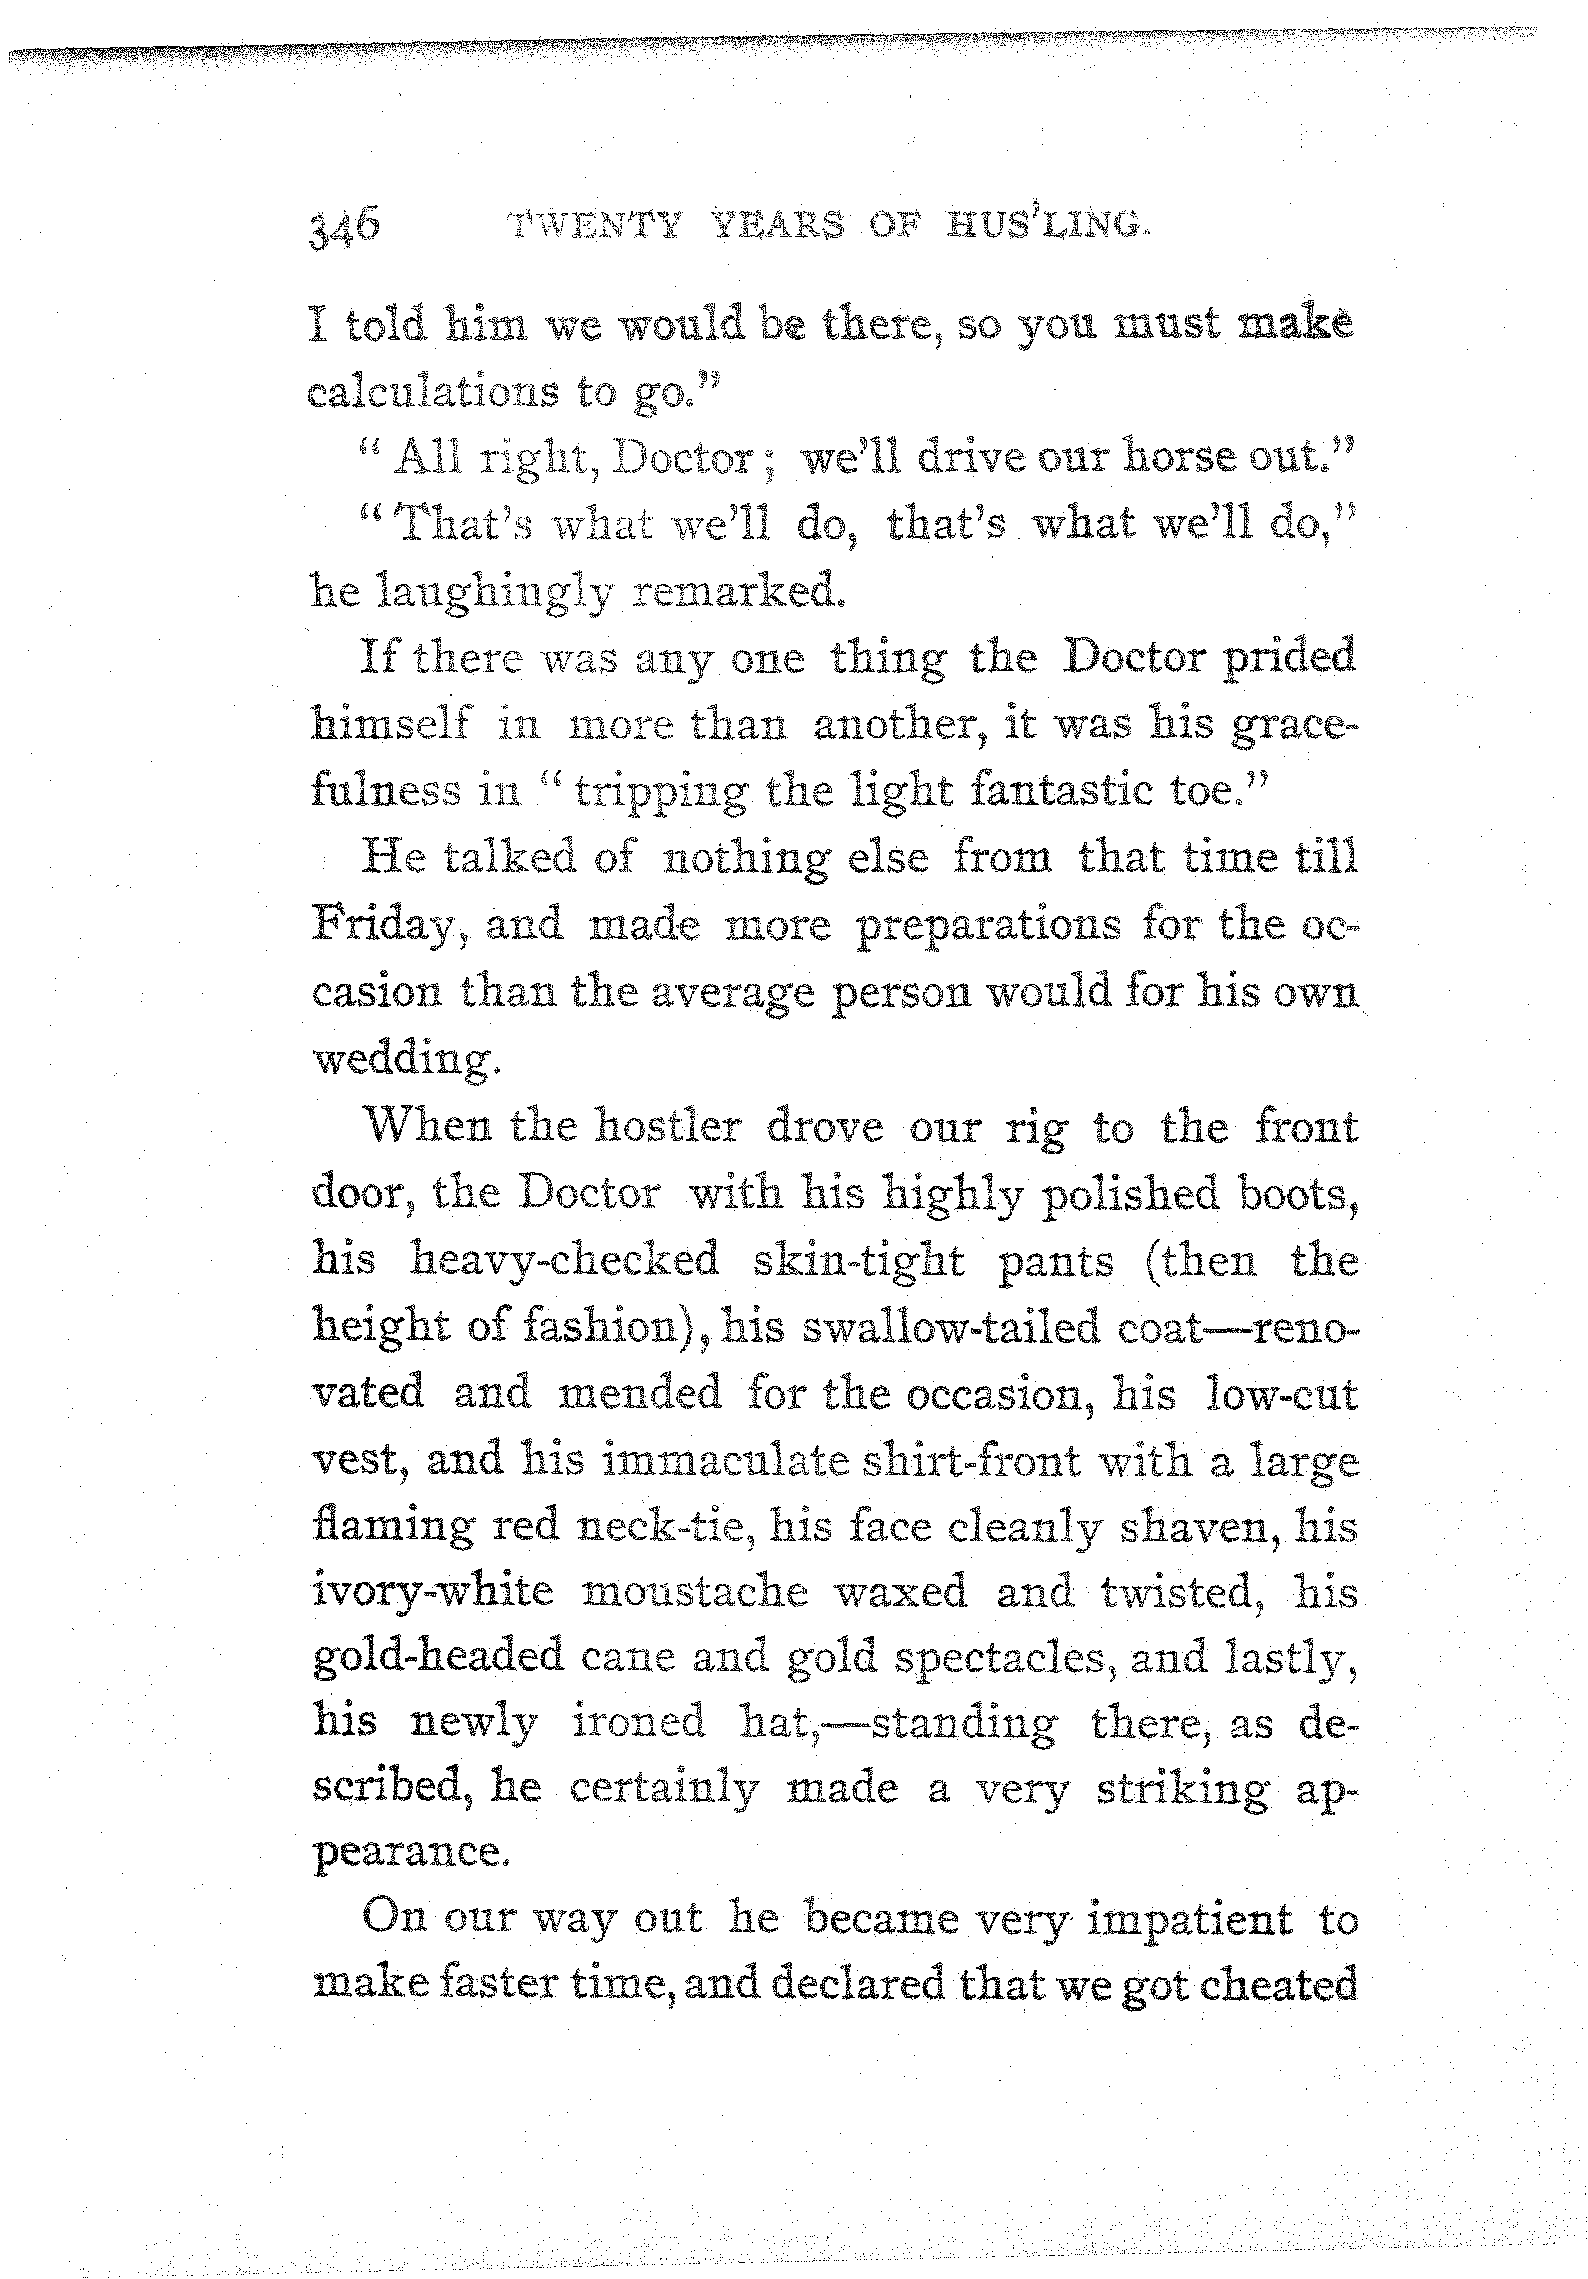 346 TWENTY YEARS OF HUS'LING.
I told him we would be there, so you must make
calculations to go."
"All right, Doctor; we'll drive our horse out."
"That's what we'll do, that's what we'll do,"
he laughingly remarked.
If there was any one thing the Doctor prided
himself in more than another, it was his grace-
fulness in "tripping the light fantastic toe."
He talked of nothing else from that time till
Friday, and made more preparations for the oc-
casion than the average person would for his own
wedding.
When the hostler drove our rig to the front
door, the Doctor with his highly polished boots,
his heavy-checked skin-tight pants (then the
height of fashion), his swallow-tailed coat—reno-
vated and mended for the occasion, his low-cut
vest, and his immaculate shirt-front with a large
flaming red neck-tie, his face cleanly shaven, his
ivory-white moustache waxed and twisted, his
gold-headed cane and gold spectacles, and lastly,
his newly ironed hat,—standing there, as de-
scribed, he certainly made a very striking ap-
pearance.
On our way out he became very impatient to
make faster time, and declared that we got cheated